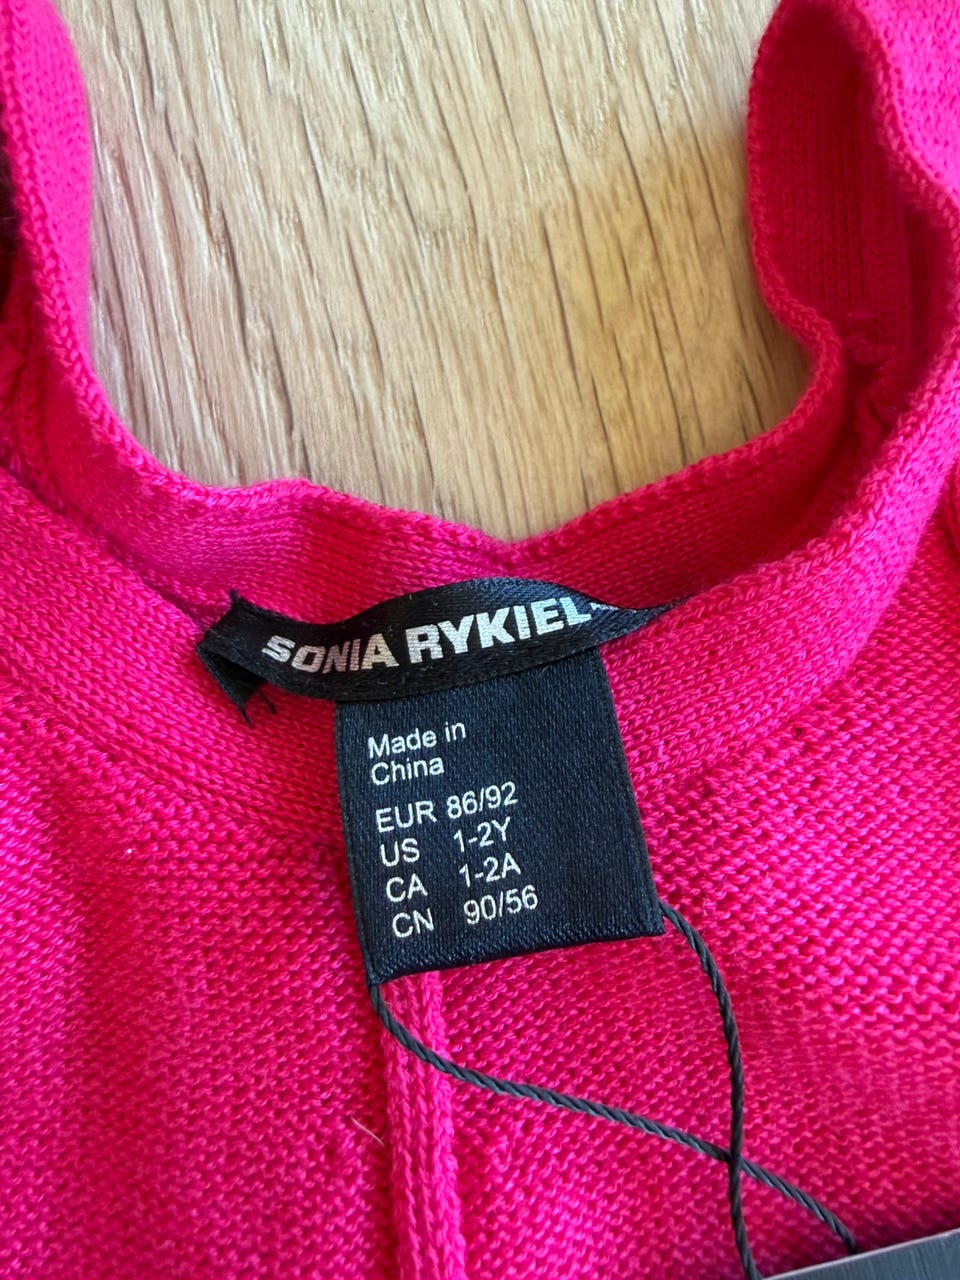 SONIA RYKIEL
Made in
China
EUR 86/92
US 1-2Y
CA 1-2A
CN 90/56